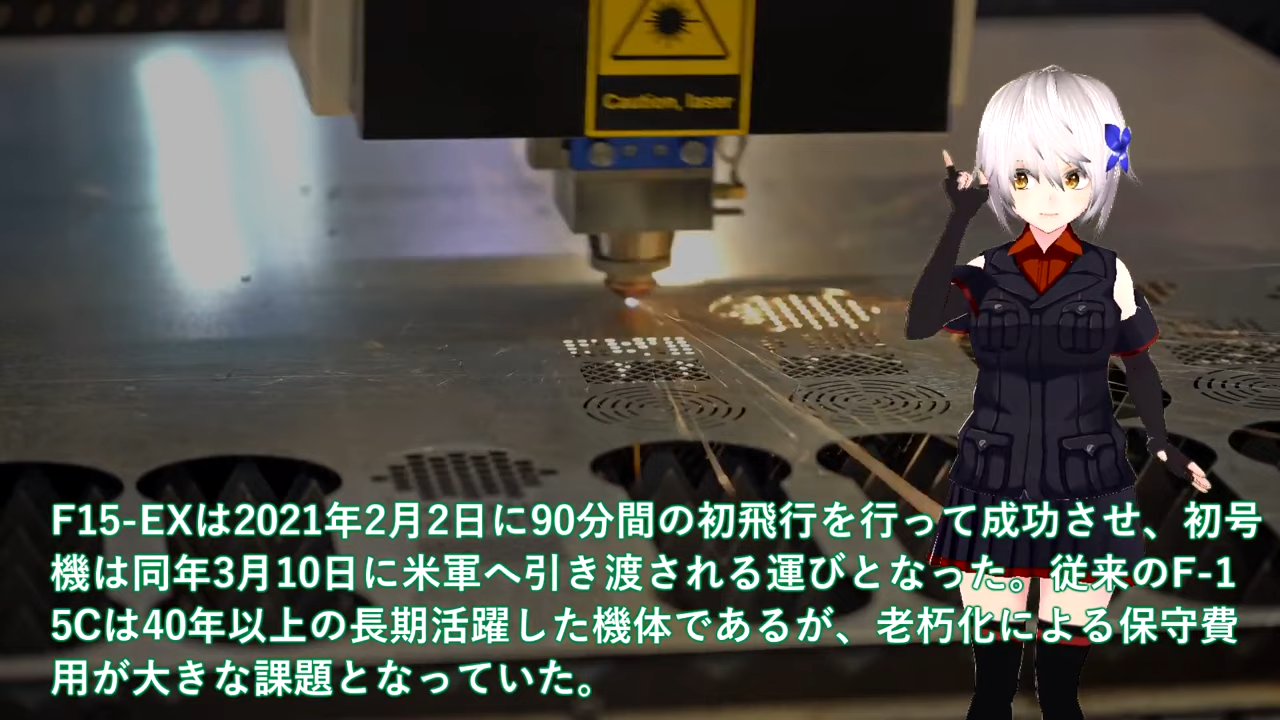 Caution, laser
F15-EXは2021年2月2日に90分間の初飛行を行って成功させ、初号
機は同年3月10日に米軍へ引き渡される運びとなった。従来のF-1
5Cは40年以上の長期活躍した機体であるが、老朽化による保守費
用が大きな課題となっていた。